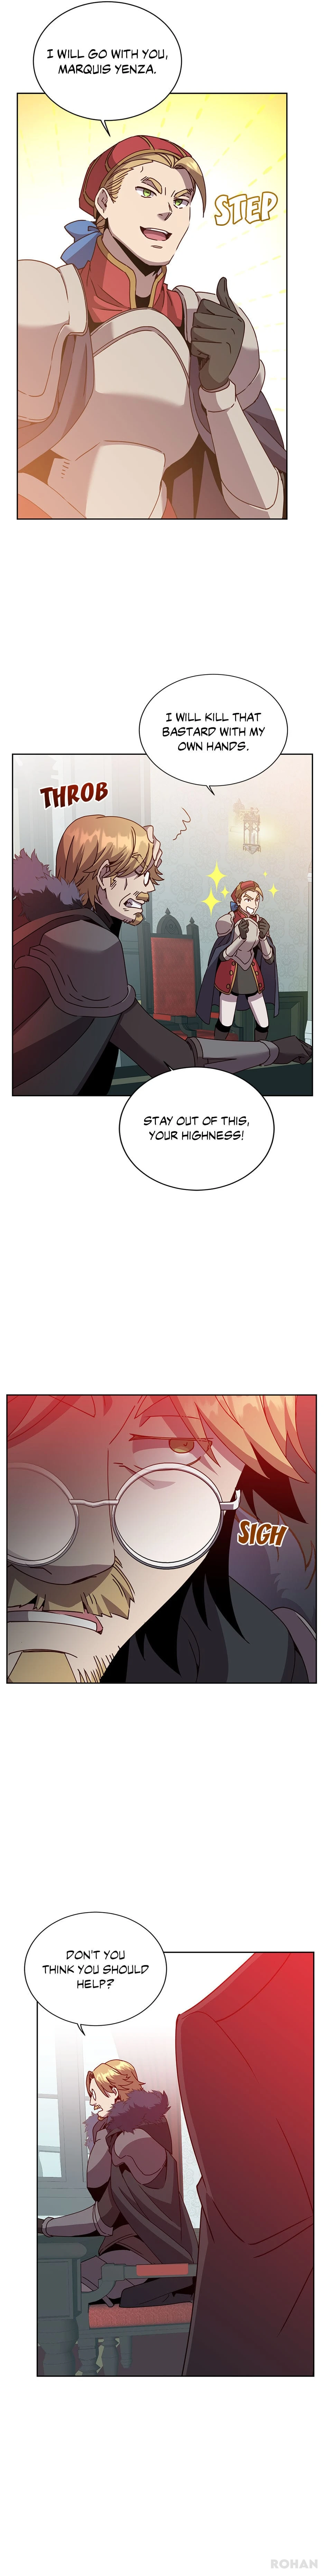 I WILL GO WITH YOU,
MARQUIS YENZA.
STEP
I WILL KILL THAT
BASTARD WITH MY
OWN HANDS.
THROB
STAY OUT OF THIS,
YOUR HIGHNESS!
SIGH
DON'T YOU
THINK YOU SHOULD
HELP?
ROHAN